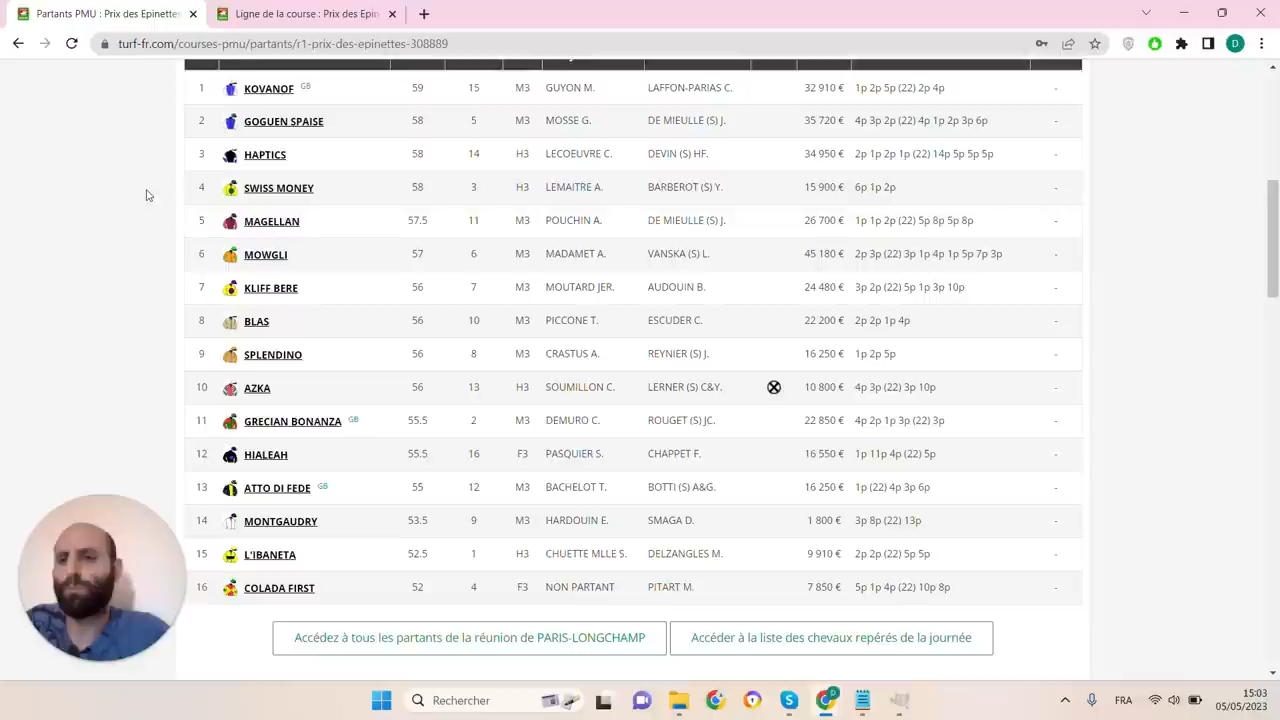 Partants PMU : Prix des Epinettes
Ligne de la course : Prix des Epin
turf-fr.com/courses-pmu/partants/r1-prix-des-epinettes-308889
D
D
1 KOVANOF GB 59 15 M3 GUYON M. LAFFON-PARIAS C. 32 910 € 1p 2p 5p (22) 2p 4p -
2 GOGUEN SPAISE 58 5 M3 MOSSE G. DE MIEULLE (S) J. 35 720 € 4p 3p 2p (22) 4p 1p 2p 3p 6p -
3 HAPTICS 58 14 H3 LECOEUVRE C. DEVIN (S) HF. 34 950 € 2p 1p 2p 1p (22) 14p 5p 5p 5p -
4 SWISS MONEY 58 3 H3 LEMAITRE A. BARBEROT (S) Y. 15 900 € 6p 1p 2p -
5 MAGELLAN 57.5 11 M3 POUCHIN A. DE MIEULLE (S) J. 26 700 € 1p 1p 2p (22) 5p 8p 5p 8p -
6 MOWGLI 57 6 M3 MADAMET A. VANSKA (S) L. 45 180 € 2p 3p (22) 3p 1p 4p 1p 5p 7p 3p -
7 KLIFF BERE 56 7 M3 MOUTARD JER. AUDOUIN B. 24 480 € 3p 2p (22) 5p 1p 3p 10p -
8 BLAS 56 10 M3 PICCONE T. ESCUDER C. 22 200 € 2p 2p 1p 4p -
9 SPLENDINO 56 8 M3 CRASTUS A. REYNIER (S) J. 16 250 € 1p 2p 5p -
10 AZKA 56 13 H3 SOUMILLON C. LERNER (S) C&Y. 10 800 € 4p 3p (22) 3p 10p -
11 GRECIAN BONANZA GB 55.5 2 M3 DEMURO C. ROUGET (S) JC. 22 850 € 4p 2p 1p 3p (22) 3p -
12 HIALEAH 55.5 16 F3 PASQUIER S. CHAPPET F. 16 550 € 1p 11p 4p (22) 5p -
13 ATTO DI FEDE GB 55 12 M3 BACHELOT T. BOTTI (S) A&G. 16 250 € 1p (22) 4p 3p 6p -
14 MONTGAUDRY 53.5 9 M3 HARDOUIN E. SMAGA D. 1 800 € 3p 8p (22) 13p -
15 L'IBANETA 52.5 1 H3 CHUETTE MLLE S. DELZANGLES M. 9 910 € 2p 2p (22) 5p 5p -
16 COLADA FIRST 52 4 F3 NON PARTANT PITART M. 7 850 € 5p 1p 4p (22) 10p 8p -
Accédez à tous les partants de la réunion de PARIS-LONGCHAMP
Accéder à la liste des chevaux repérés de la journée
Rechercher
FRA
15:03
05/05/2023